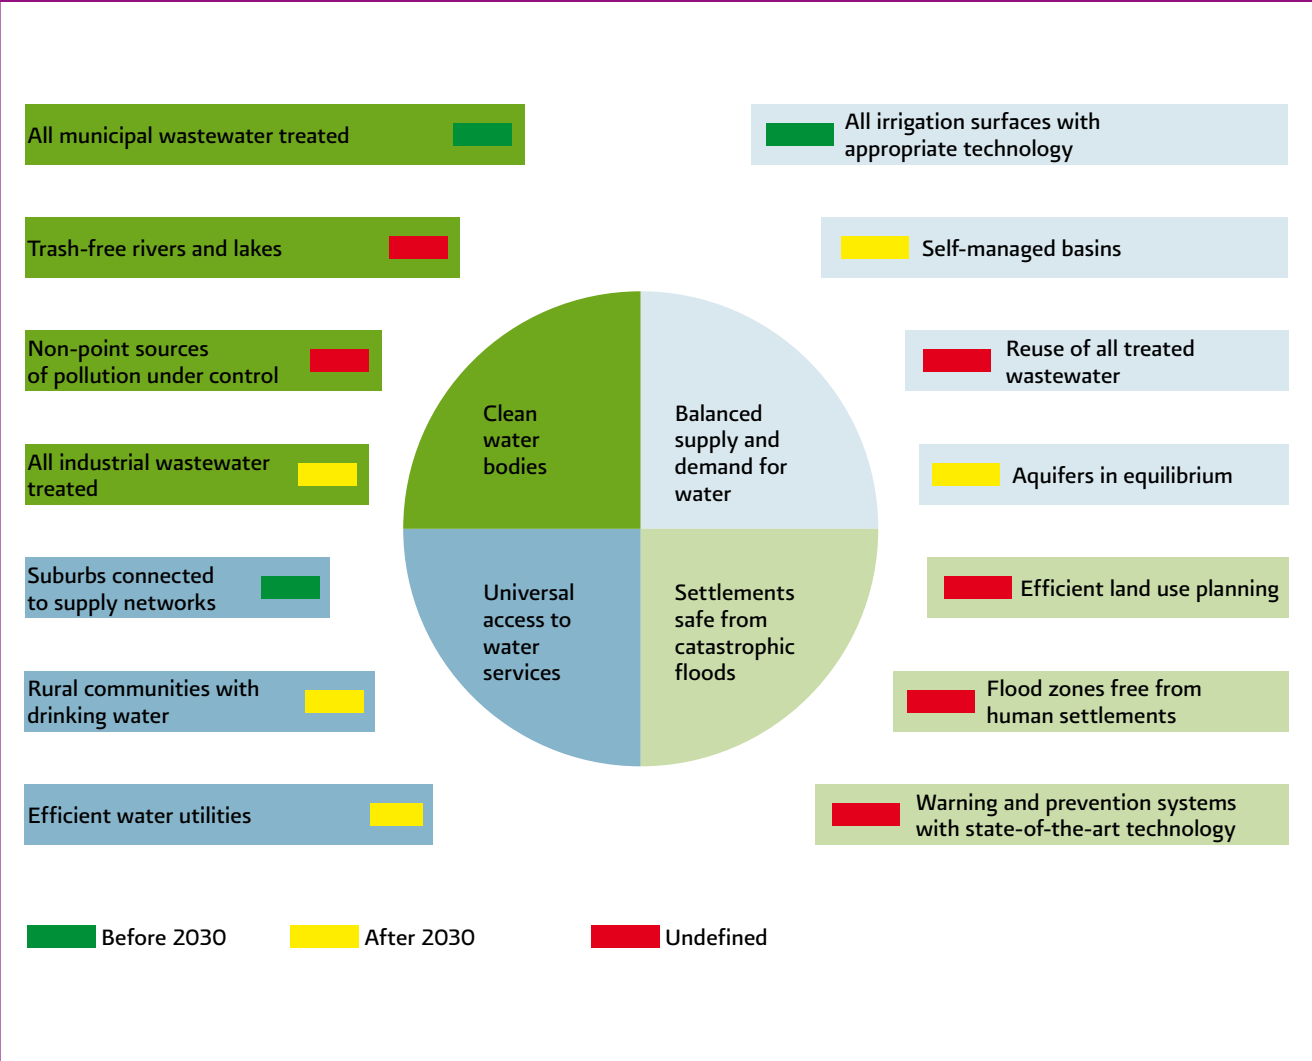 All municipal wastewater treated
Trash-free rivers and lakes
Non-point sources
of pollution under control
All industrial wastewater
treated
Suburbs connected
to supply networks
Rural communities with
drinking water
Efficient water utilities
Clean
water
bodies
Balanced
supply and
demand for
water
Universal
access to
water
services
Settlements
safe from
catastrophic
floods
All irrigation surfaces with
appropriate technology
Self-managed basins
Reuse of all treated
wastewater
Aquifers in equilibrium
Efficient land use planning
Flood zones free from
human settlements
Warning and prevention systems
with state-of-the-art technology
Before 2030
After 2030
Undefined